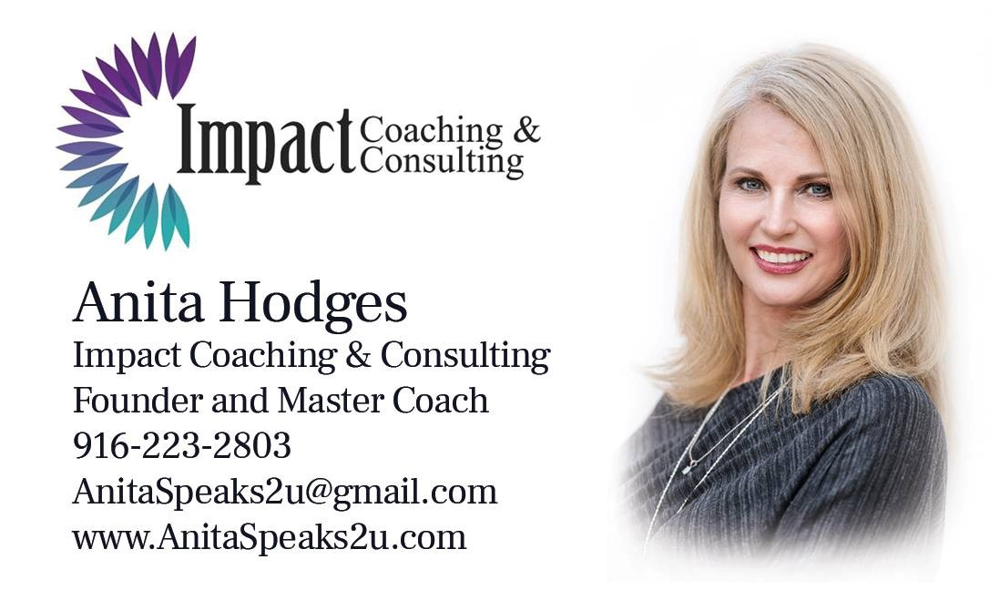 Impact Coaching &
Consulting
Anita Hodges
Impact Coaching & Consulting
Founder and Master Coach
916-223-2803
AnitaSpeaks2u@gmail.com
www.AnitaSpeaks2u.com